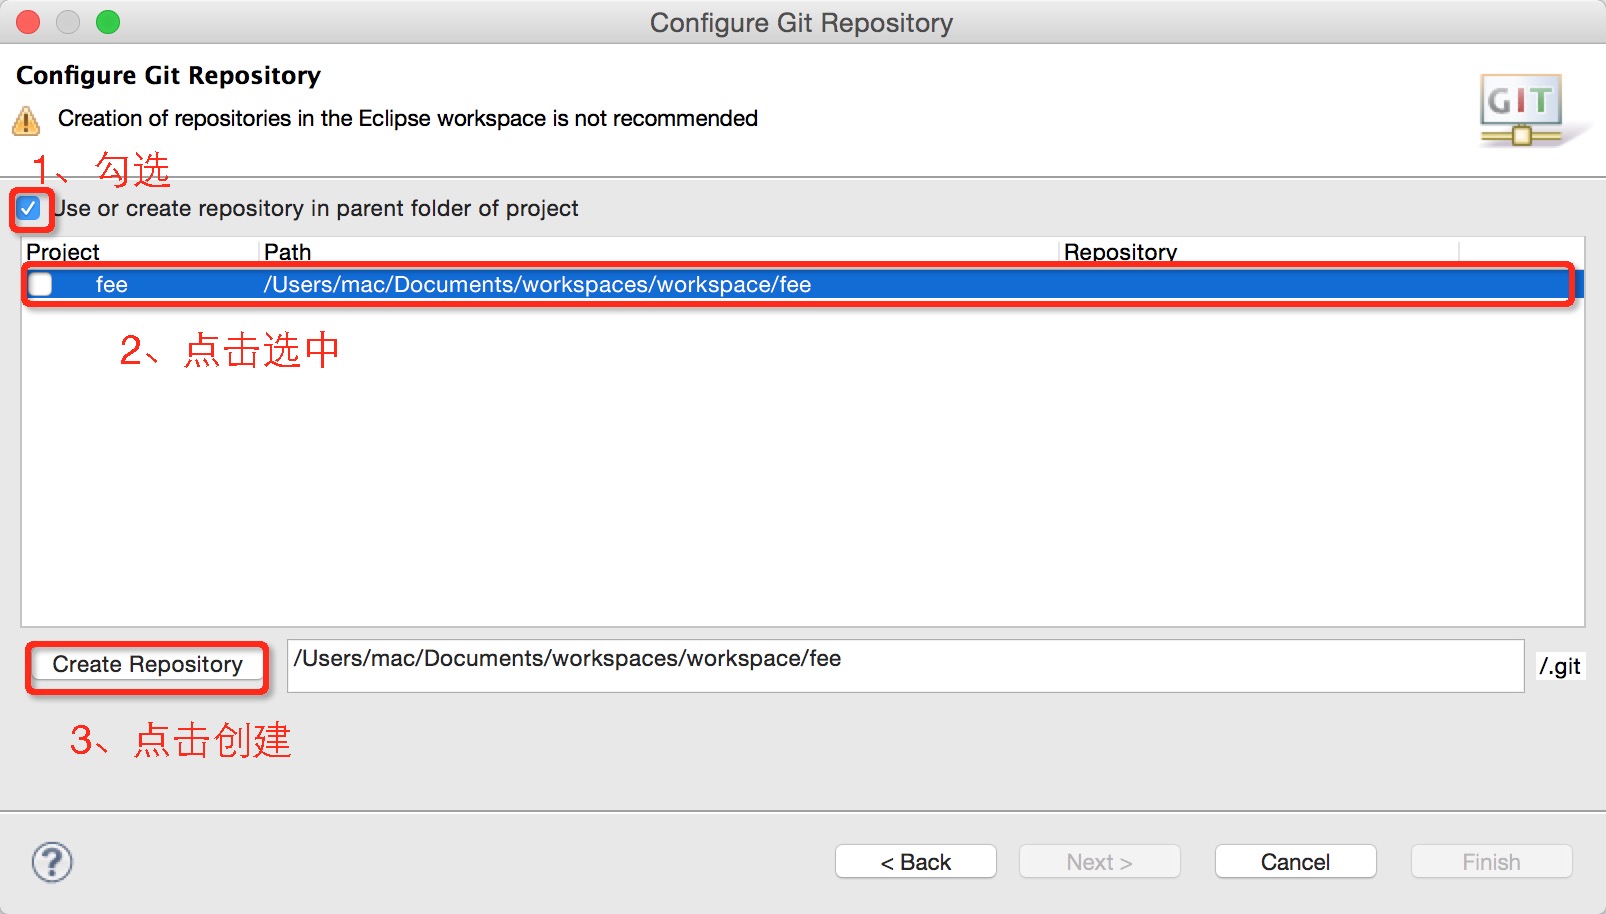 Configure Git Repository
Configure Git Repository
Creation of repositories in the Eclipse workspace is not recommended
GIT
1、勾选
Use or create repository in parent folder of project
Project Path Repository
fee /Users/mac/Documents/workspaces/workspace/fee
2、点击选中
Create Repository /Users/mac/Documents/workspaces/workspace/fee /.git
3、点击创建
? < Back Next > Cancel Finish